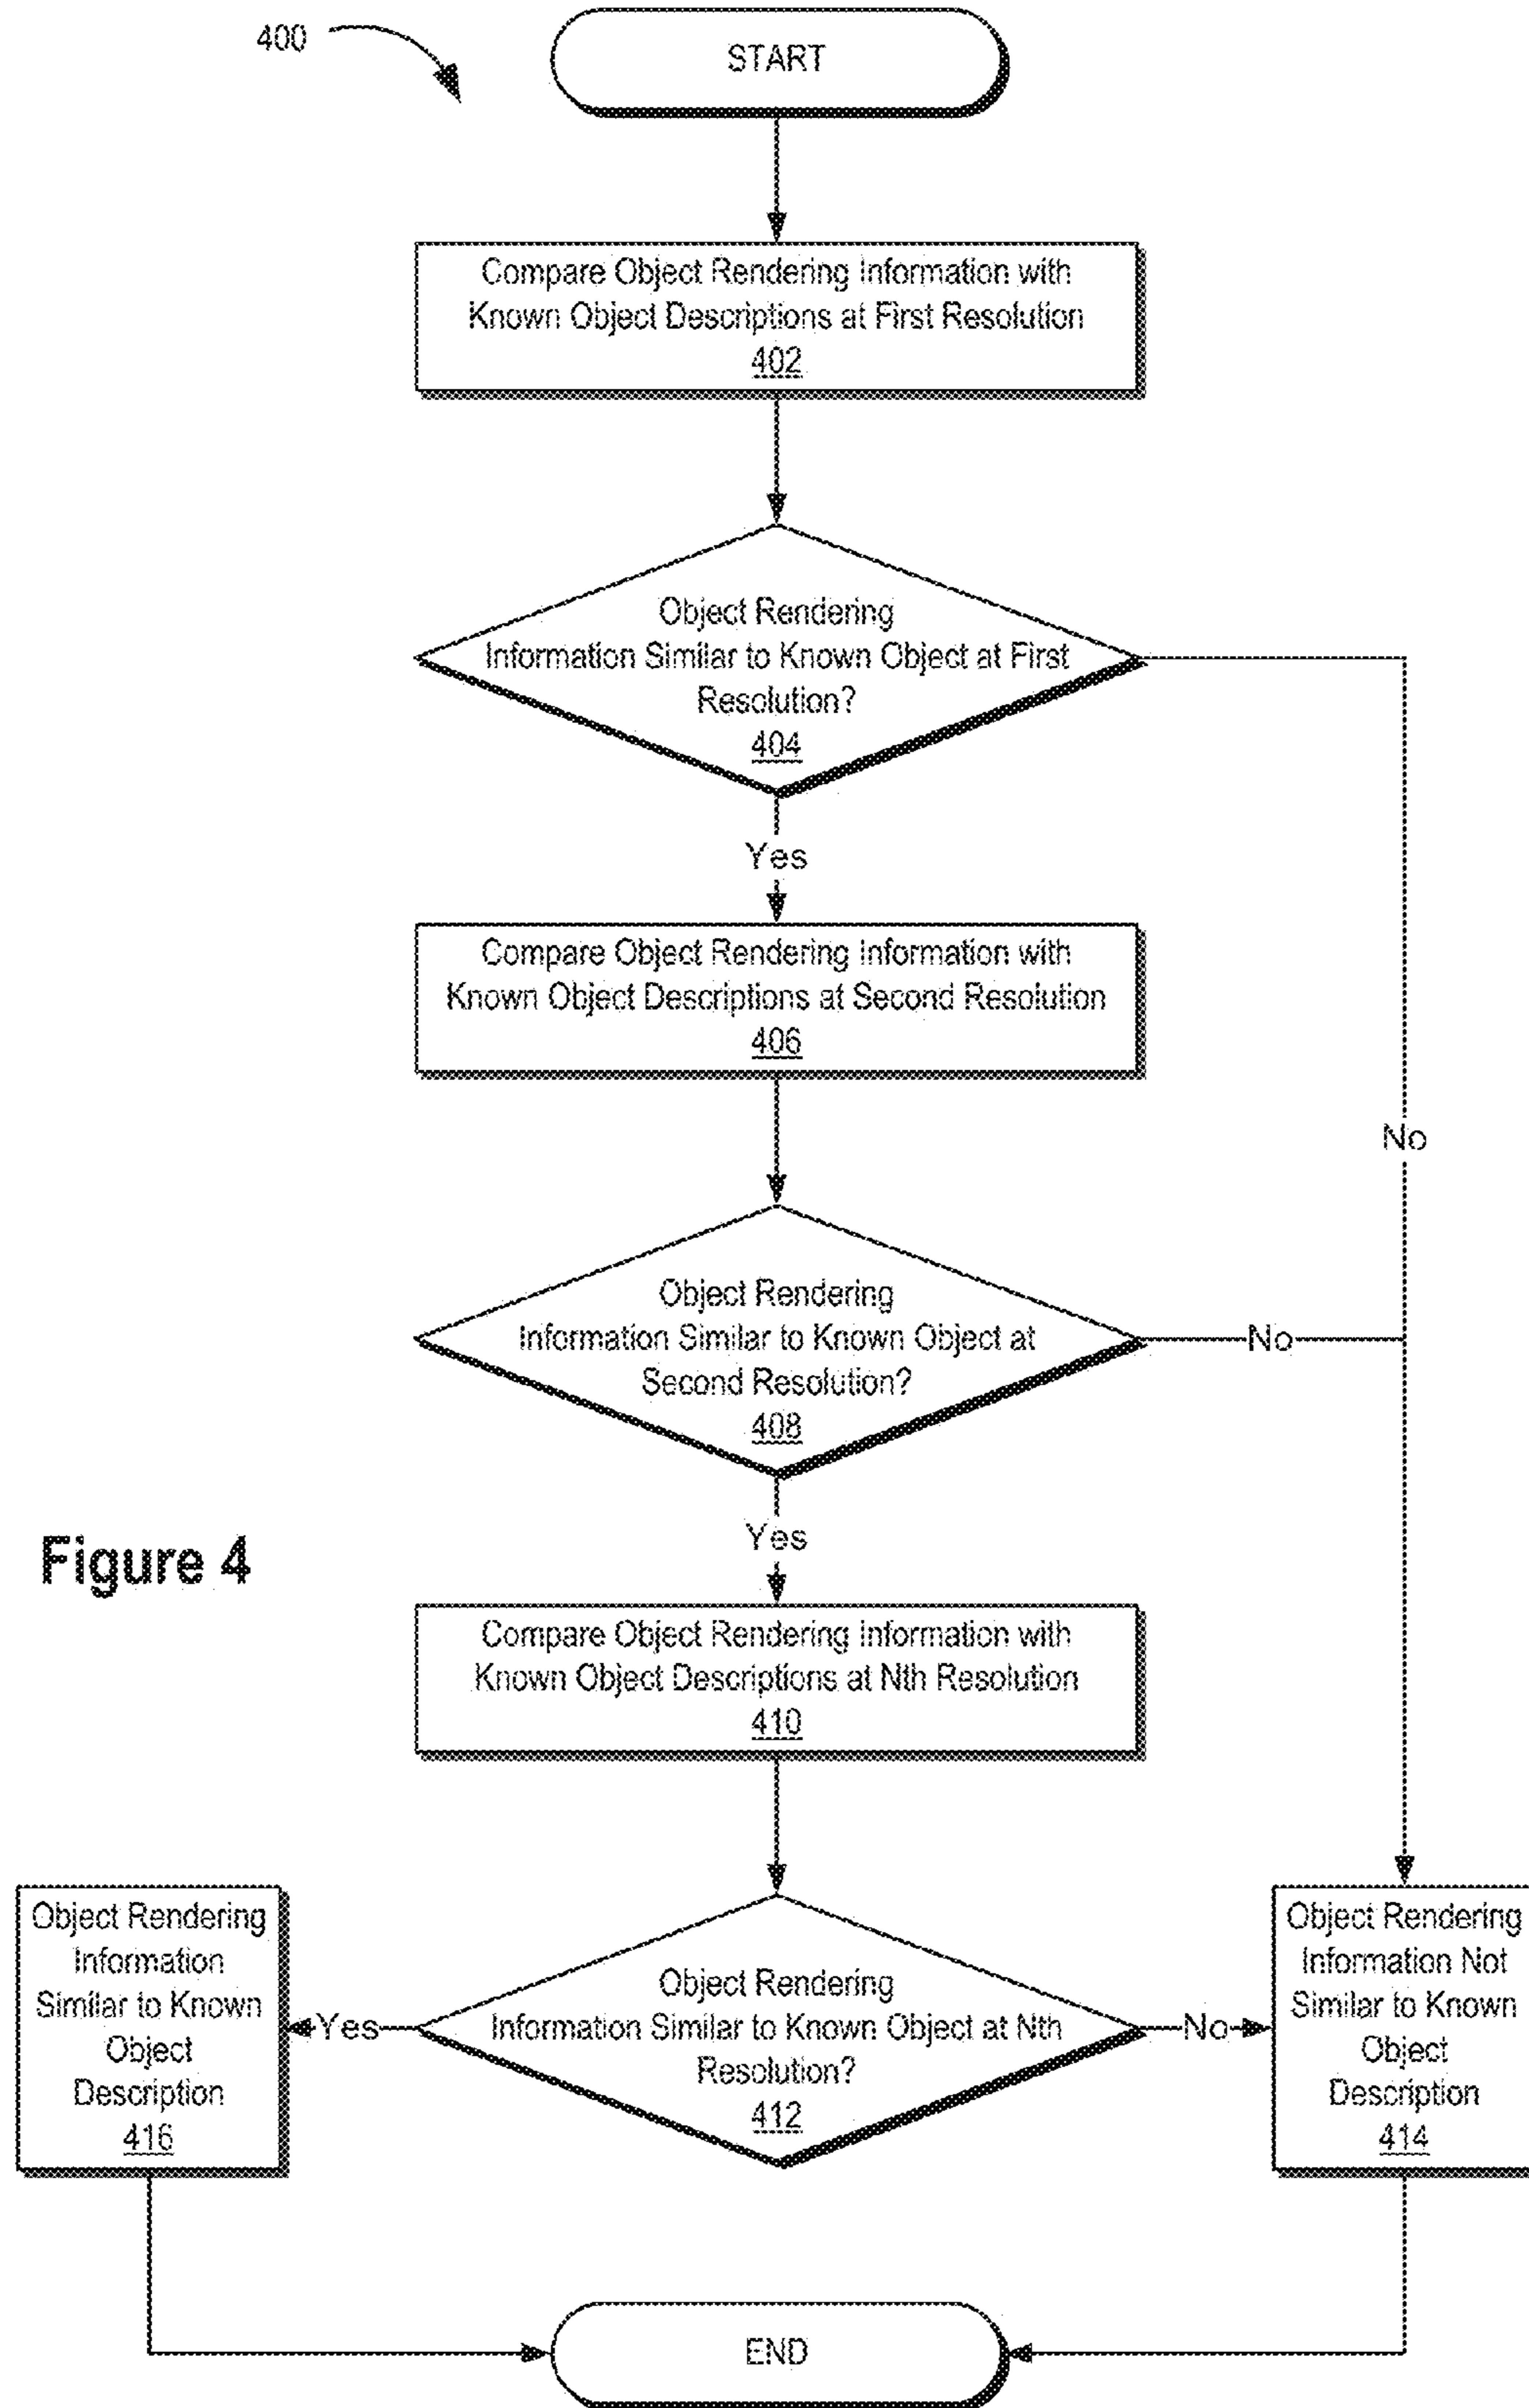 400
START
Compare Object Rendering Information with
Known Object Descriptions at First Resolution
402
Object Rendering
Information Similar to Known Object at First
Resolution?
404
Yes
Compare Object Rendering Information with
Known Object Descriptions at Second Resolution
406
No
Object Rendering
Information Similar to Known Object at
Second Resolution?
408
No
Yes
Figure 4
Compare Object Rendering Information with
Known Object Descriptions at Nth Resolution
410
Object Rendering
Information
Similar to Known
Object
Description
416
Yes
Object Rendering
Information Similar to Known Object at Nth
Resolution?
412
No
Object Rendering
Information Not
Similar to Known
Object
Description
414
END